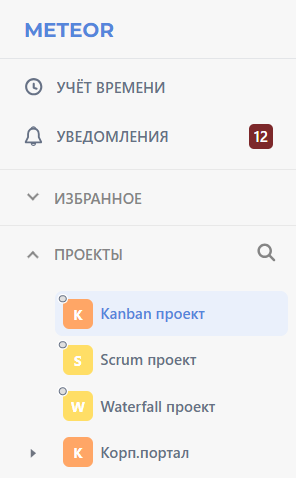 METEOR
УЧЁТ ВРЕМЕНИ
УВЕДОМЛЕНИЯ 12
ИЗБРАННОЕ
ПРОЕКТЫ
K Kanban проект
S Scrum проект
W Waterfall проект
K Корп.портал